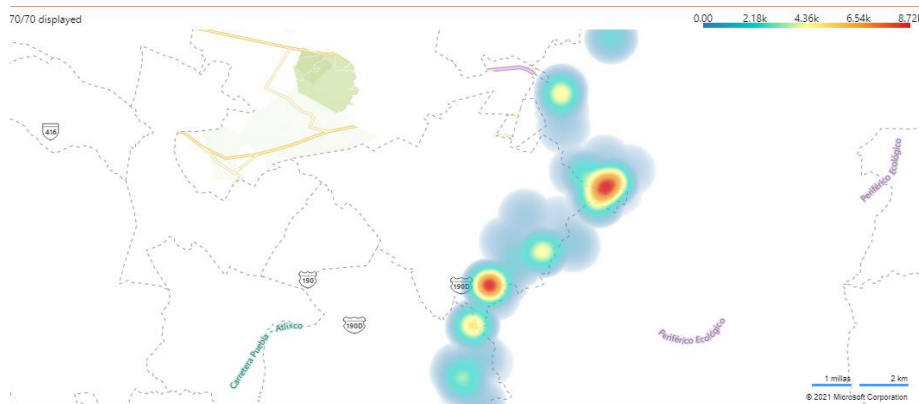 70/70 displayed
0.00 2.18k 4.36k 6.54k 8.72k
416
Periférico Ecológico
190
190D
190D
Carretera Puebla - Atlixco
Periférico Ecológico
1 millas 2 km
© 2021 Microsoft Corporation